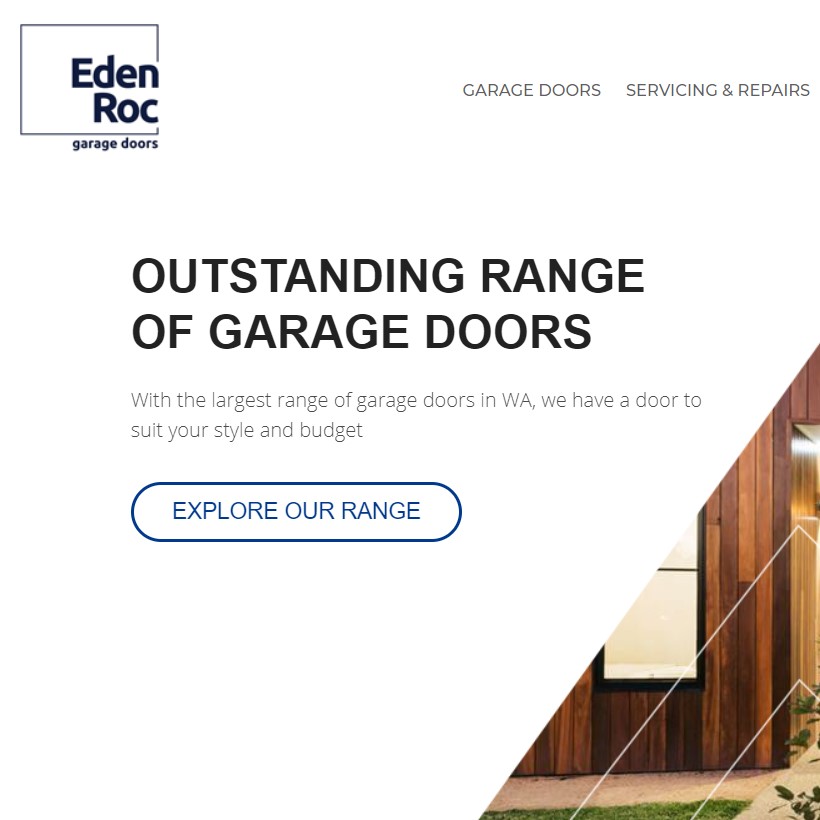 Eden
Roc
garage doors
GARAGE DOORS SERVICING & REPAIRS
OUTSTANDING RANGE
OF GARAGE DOORS
With the largest range of garage doors in WA, we have a door to
suit your style and budget
EXPLORE OUR RANGE